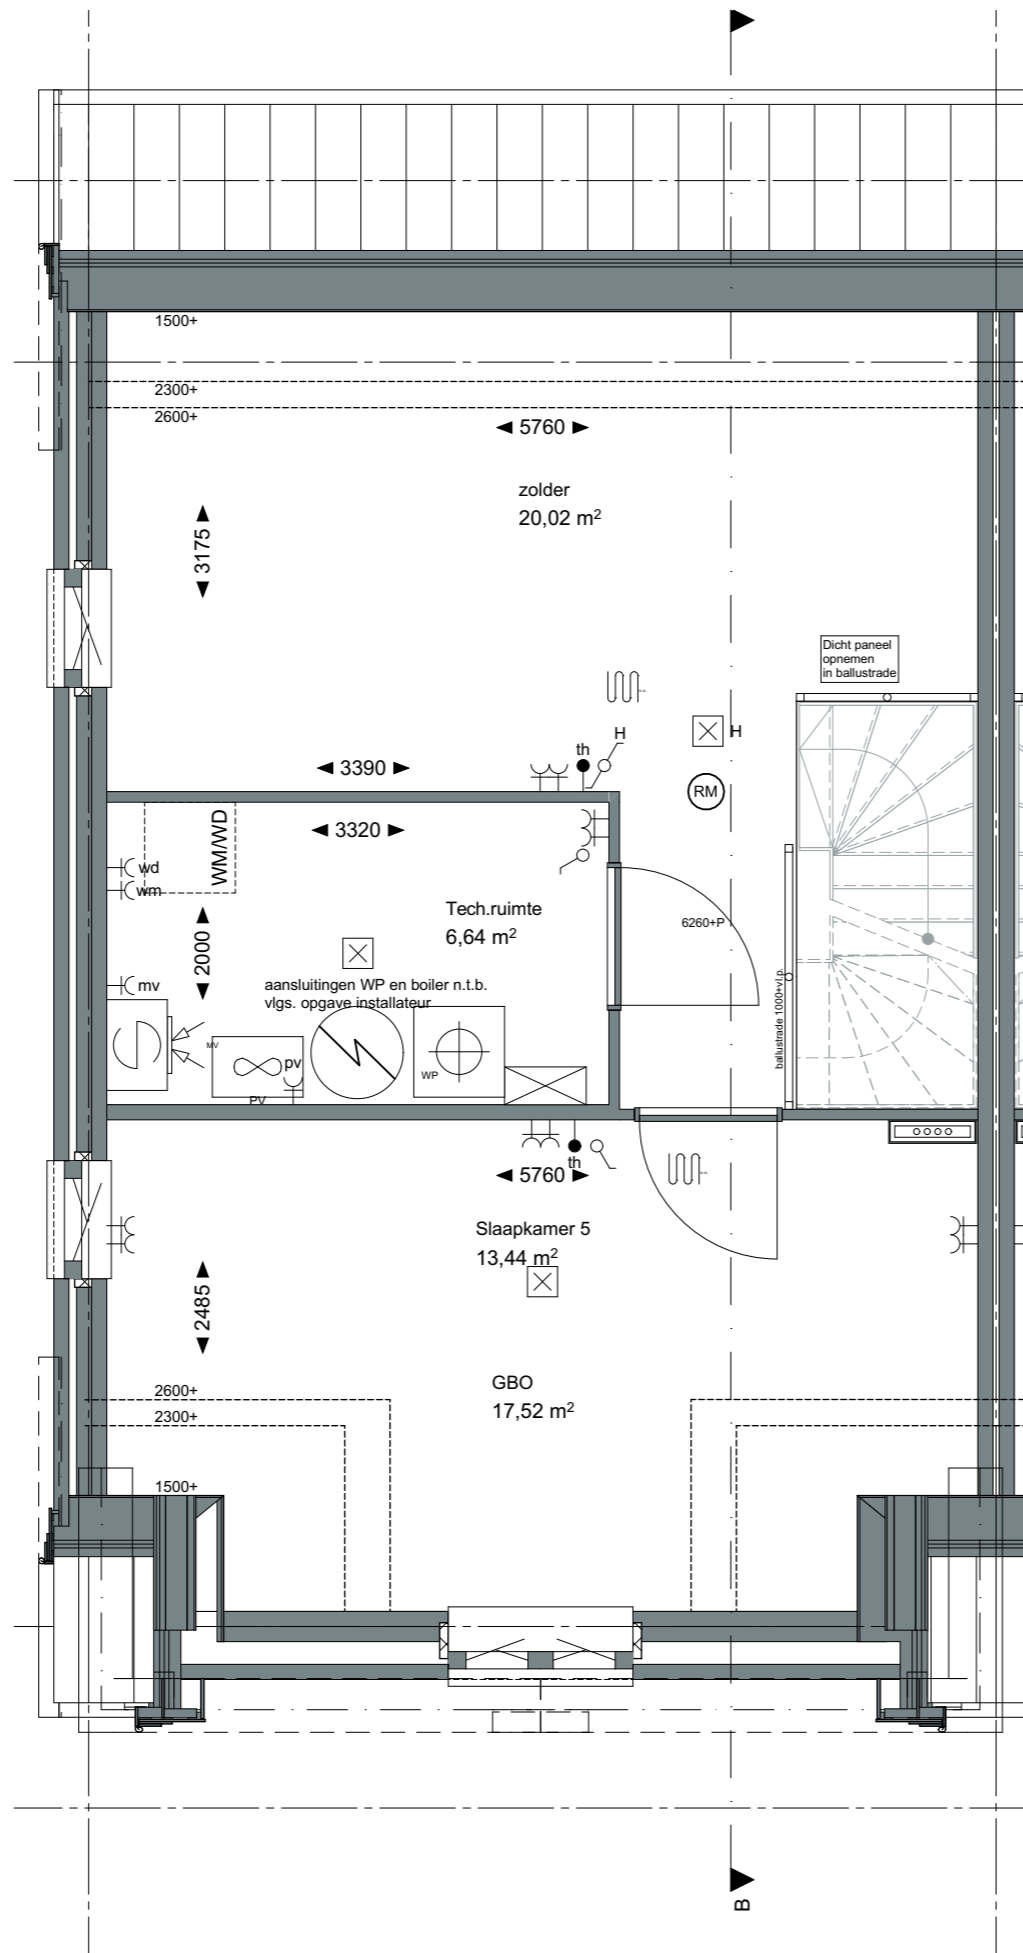 1500+
2300+
2600+
5760
zolder
20,02 m²
3175
Dicht paneel
opnemen
in ballustrade
H
th
H
3390
RM
3320
WM/WD
wd
wm
Tech.ruimte
6,64 m²
6260+P
2000
mv
aansluitingen WP en boiler n.t.b.
vlgs. opgave installateur
ballustrade 1000+vl.p.
MV
pv
WP
PV
th
5760
Slaapkamer 5
13,44 m²
2485
GBO
17,52 m²
2600+
2300+
1500+
B